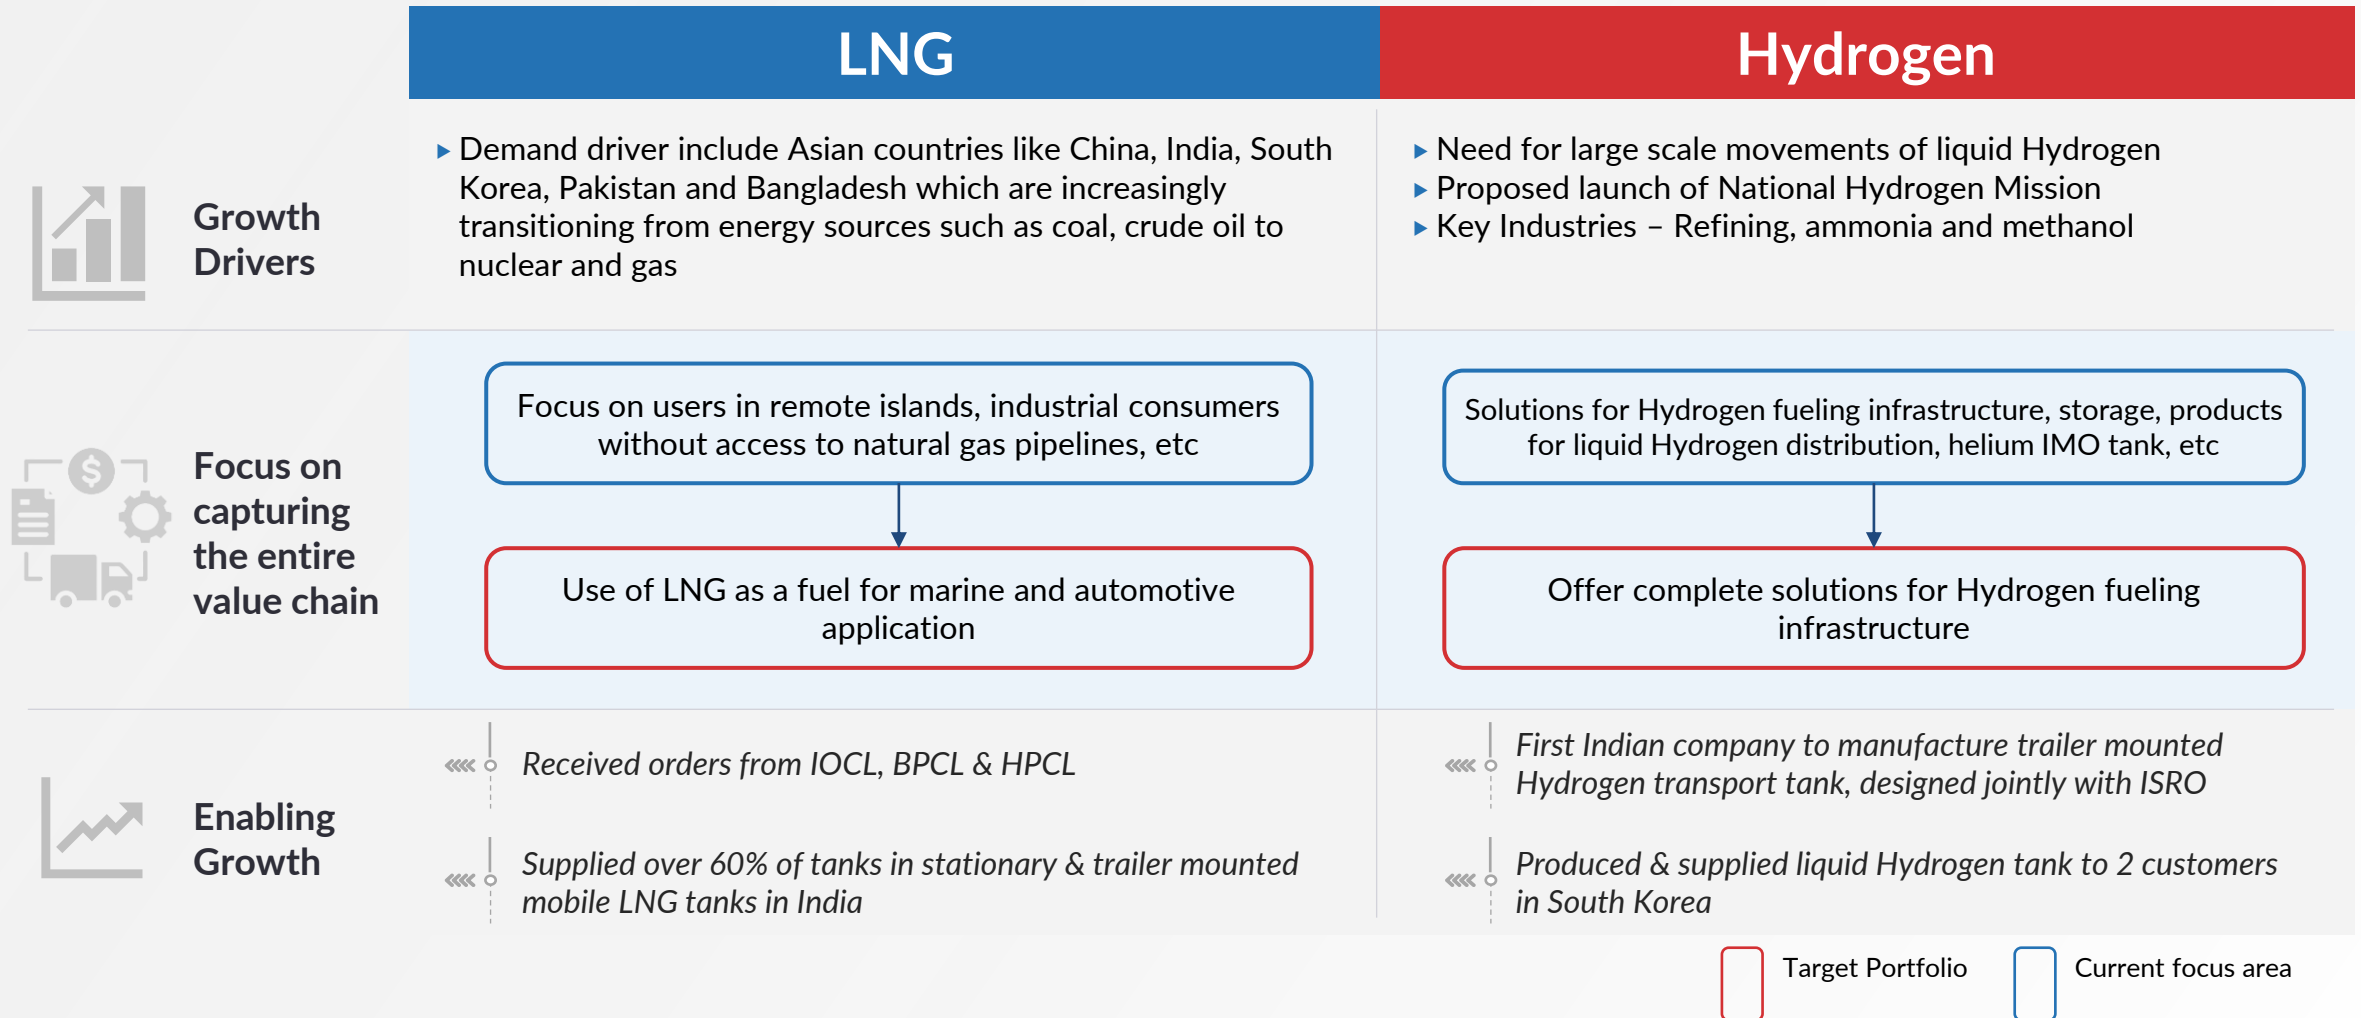 LNG
Hydrogen
Growth
Drivers
Demand driver include Asian countries like China, India, South
Korea, Pakistan and Bangladesh which are increasingly
transitioning from energy sources such as coal, crude oil to
nuclear and gas
Need for large scale movements of liquid Hydrogen
Proposed launch of National Hydrogen Mission
Key Industries – Refining, ammonia and methanol
Focus on
capturing
the entire
value chain
Focus on users in remote islands, industrial consumers
without access to natural gas pipelines, etc
Use of LNG as a fuel for marine and automotive
application
Solutions for Hydrogen fueling infrastructure, storage, products
for liquid Hydrogen distribution, helium IMO tank, etc
Offer complete solutions for Hydrogen fueling
infrastructure
Enabling
Growth
Received orders from IOCL, BPCL & HPCL
Supplied over 60% of tanks in stationary & trailer mounted
mobile LNG tanks in India
First Indian company to manufacture trailer mounted
Hydrogen transport tank, designed jointly with ISRO
Produced & supplied liquid Hydrogen tank to 2 customers
in South Korea
Target Portfolio
Current focus area